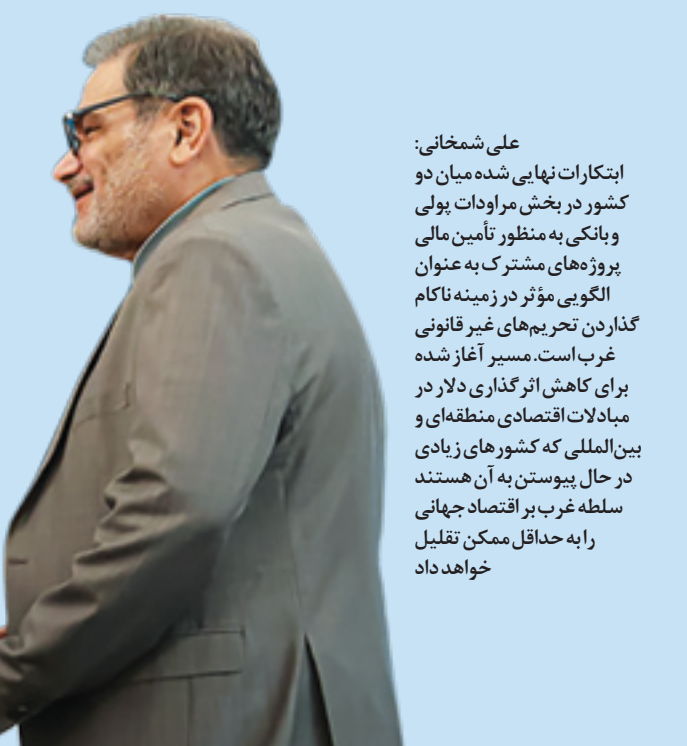 علی شمخانی:
ابتکارات نهایی شده میان دو
کشور در بخش مراودات پولی
و بانکی به منظور تأمین مالی
پروژه‌های مشترک به عنوان
الگویی مؤثر در زمینه ناکام
گذاردن تحریم‌های غیر قانونی
غرب است. مسیر آغاز شده
برای کاهش اثرگذاری دلار در
مبادلات اقتصادی منطقه‌ای و
بین‌المللی که کشورهای زیادی
در حال پیوستن به آن هستند
سلطه غرب بر اقتصاد جهانی
را به حداقل ممکن تقلیل
خواهد داد